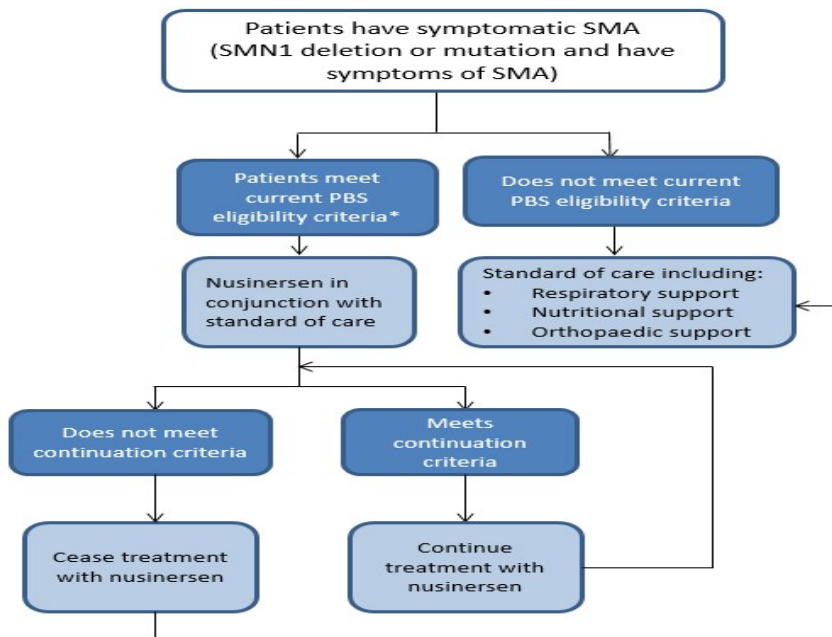 Patients have symptomatic SMA
(SMN1 deletion or mutation and have
symptoms of SMA)
Patients meet
current PBS
eligibility criteria*
Does not meet current
PBS eligibility criteria
Nusinersen in
conjunction with
standard of care
Standard of care including:
• Respiratory support
• Nutritional support
• Orthopaedic support
Does not meet
continuation criteria
Meets
continuation
criteria
Cease treatment
with nusinersen
Continue
treatment with
nusinersen